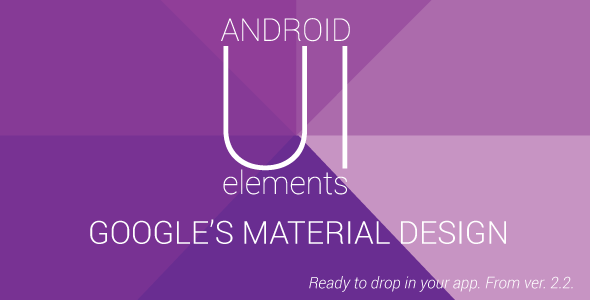 ANDROID
UI
elements
GOOGLE'S MATERIAL DESIGN
Ready to drop in your app. From ver. 2.2.